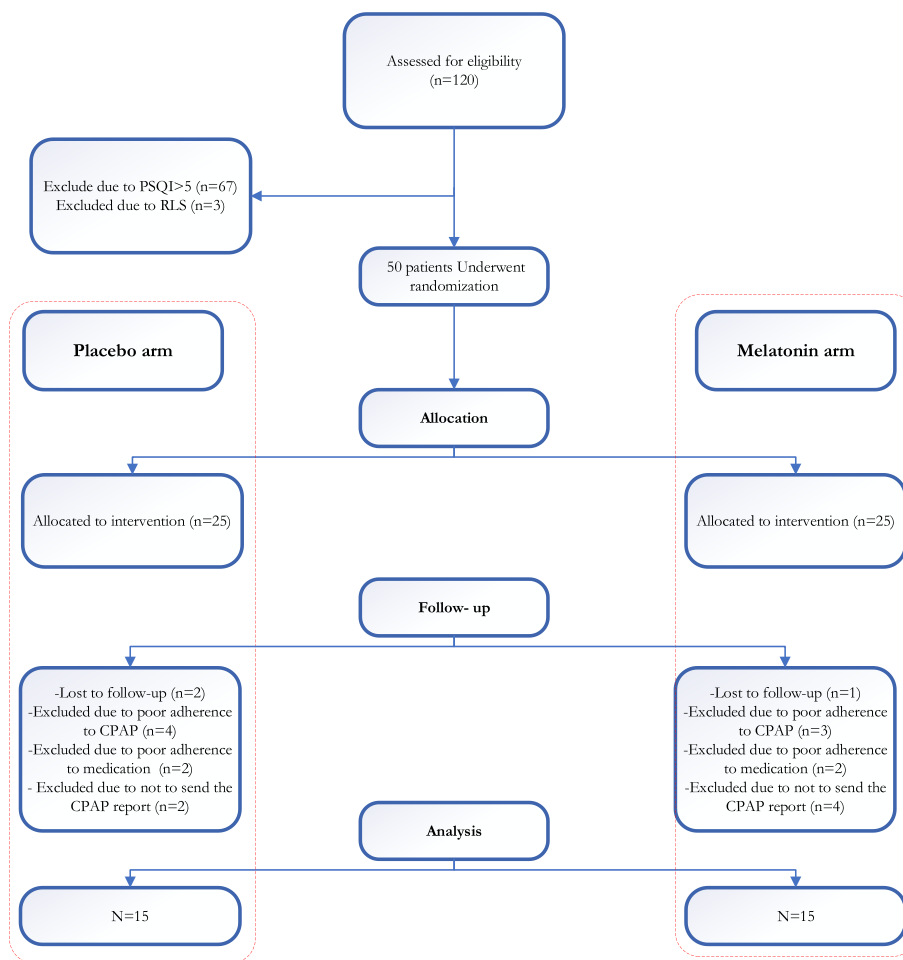 Assessed for eligibility
(n=120)
Exclude due to PSQI>5 (n=67)
Excluded due to RLS (n=3)
50 patients Underwent
randomization
Placebo arm
Melatonin arm
Allocation
Allocated to intervention (n=25)
Allocated to intervention (n=25)
Follow- up
-Lost to follow-up (n=2)
-Excluded due to poor adherence
to CPAP (n=4)
-Excluded due to poor adherence
to medication  (n=2)
- Excluded due to not to send the
CPAP report (n=2)
-Lost to follow-up (n=1)
-Excluded due to poor adherence
to CPAP (n=3)
-Excluded due to poor adherence
to medication (n=2)
-Excluded due to not to send the
CPAP report (n=4)
Analysis
N=15
N=15